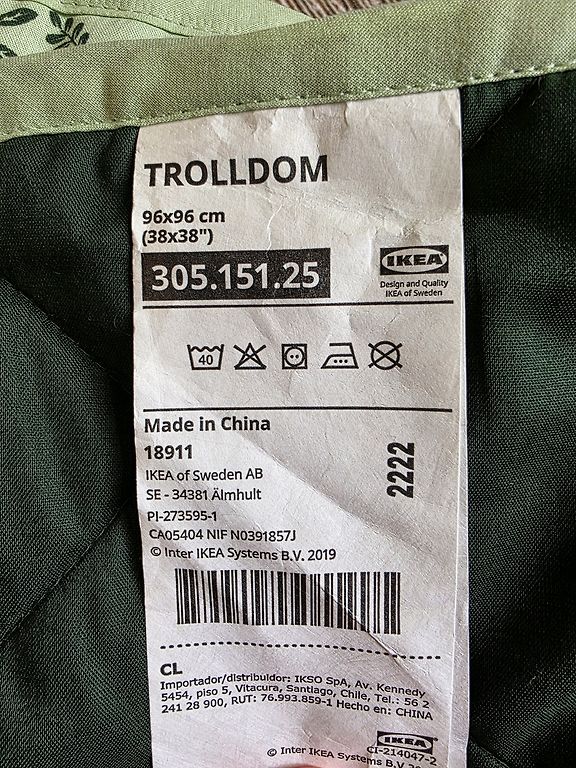 TROLLDOM
96x96 cm
(38x38")
305.151.25
IKEA
Design and Quality
IKEA of Sweden
40
Made in China
18911
2222
IKEA of Sweden AB
SE - 34381 Älmhult
PI-273595-1
CA05404 NIF N0391857J
© Inter IKEA Systems B.V. 2019
CL
Importador/distribuidor: IKSO SpA, Av. Kennedy
5454, piso 5, Vitacura, Santiago, Chile, Tel.: 56 2
241 28 900, RUT: 76.993.859-1 Hecho en: CHINA
IKEA
CI-214047-2
© Inter IKEA Systems B.V.